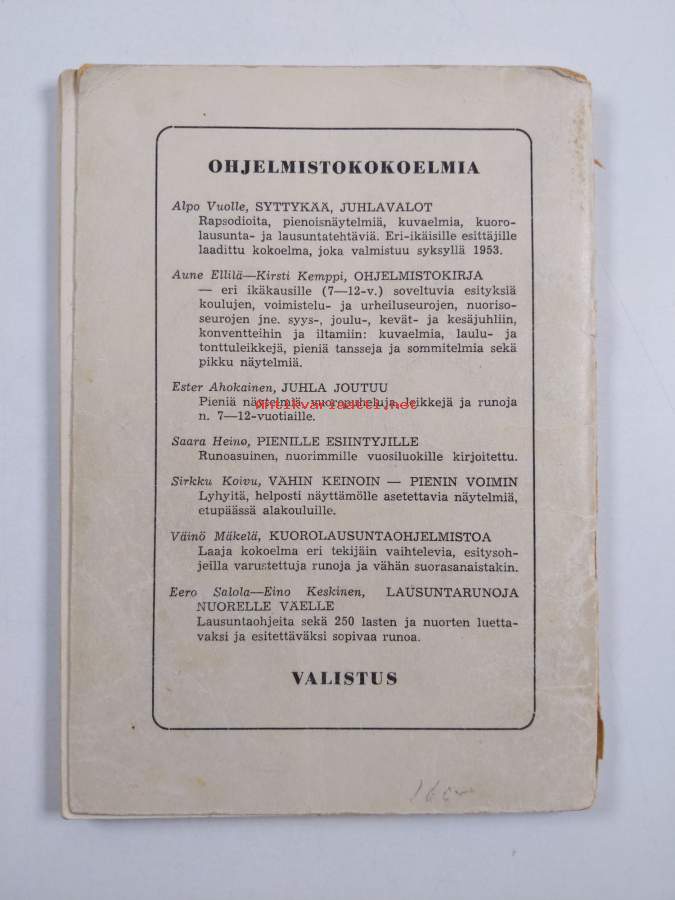 OHJELMISTOKOKOELMIA
Alpo Vuolle, SYTTYKÄÄ, JUHLAVALOT
Rapsodioita, pienoisnäytelmiä, kuvaelmia, kuoro-
lausunta- ja lausuntatehtäviä. Eri-ikäisille esittäjille
laadittu kokoelma, joka valmistuu syksyllä 1953.
Aune Ellilä—Kirsti Kemppi, OHJELMISTOKIRJA
— eri ikäkausille (7—12-v.) soveltuvia esityksiä
koulujen, voimistelu- ja urheiluseurojen, nuoriso-
seurojen jne. syys-, joulu-, kevät- ja kesäjuhliin,
konventteihin ja iltamiin: kuvaelmia, laulu- ja
tonttuleikkejä, pieniä tansseja ja sommitelmia sekä
pikku näytelmiä.
Ester Ahokainen, JUHLA JOUTUU
Pieniä näytelmiä, vuoropuheluja, leikkejä ja runoja
Antikvariaatti.net
n. 7—12-vuotiaille.
Saara Heino, PIENILLE ESIINTYJILLE
Runoasuinen, nuorimmille vuosiluokille kirjoitettu.
Sirkku Koivu, VÄHIN KEINOIN — PIENIN VOIMIN
Lyhyitä, helposti näyttämölle asetettavia näytelmiä,
etupäässä alakouluille.
Väinö Mäkelä, KUOROLAUSUNTAOHJELMISTOA
Laaja kokoelma eri tekijäin vaihtelevia, esitysoh-
jeilla varustettuja runoja ja vähän suorasanaistakin.
Eero Salola—Eino Keskinen, LAUSUNTARUNOJA
NUORELLE VÄELLE
Lausuntaohjeita sekä 250 lasten ja nuorten luetta-
vaksi ja esitettäväksi sopivaa runoa.
VALISTUS